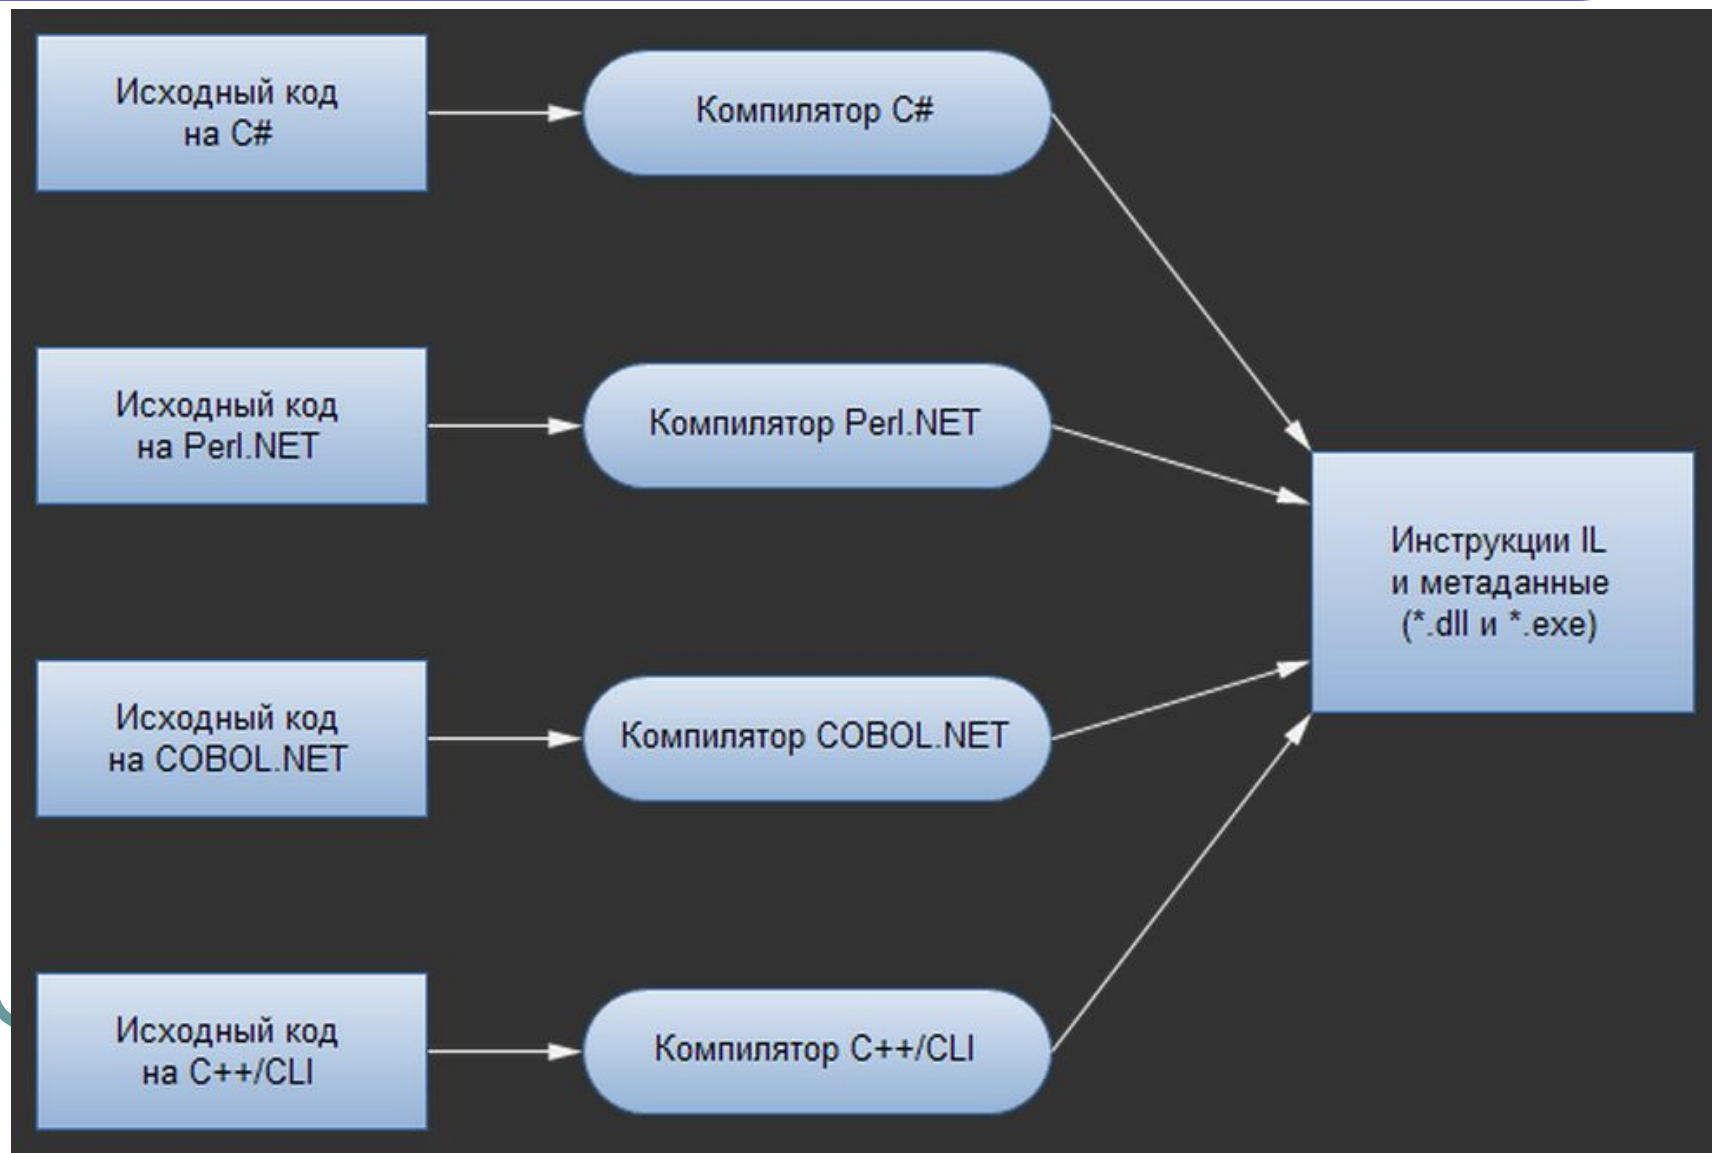 Исходный код
на C#
Компилятор C#
Исходный код
на Perl.NET
Компилятор Perl.NET
Инструкции IL
и метаданные
(*.dll и *.exe)
Исходный код
на COBOL.NET
Компилятор COBOL.NET
Исходный код
на C++/CLI
Компилятор C++/CLI